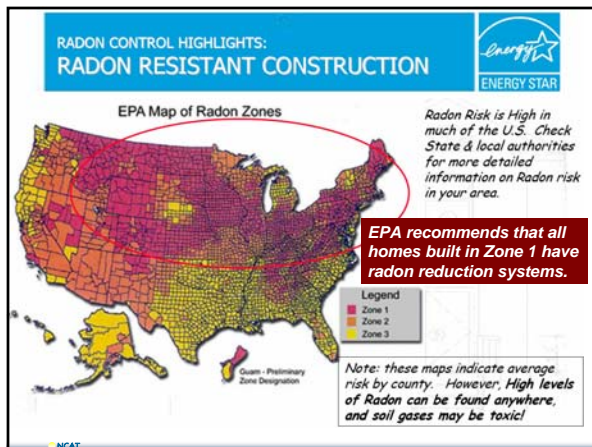 RADON CONTROL HIGHLIGHTS:
RADON RESISTANT CONSTRUCTION
energy
ENERGY STAR
EPA Map of Radon Zones
Radon Risk is High in
much of the U.S. Check
State & local authorities
for more detailed
information on Radon risk
in your area.
EPA recommends that all
homes built in Zone 1 have
radon reduction systems.
Legend
Zone 1
Zone 2
Zone 3
Guam - Preliminary
Zone Designation
Note: these maps indicate average
risk by county. However, High levels
of Radon can be found anywhere,
and soil gases may be toxic!
NCAT